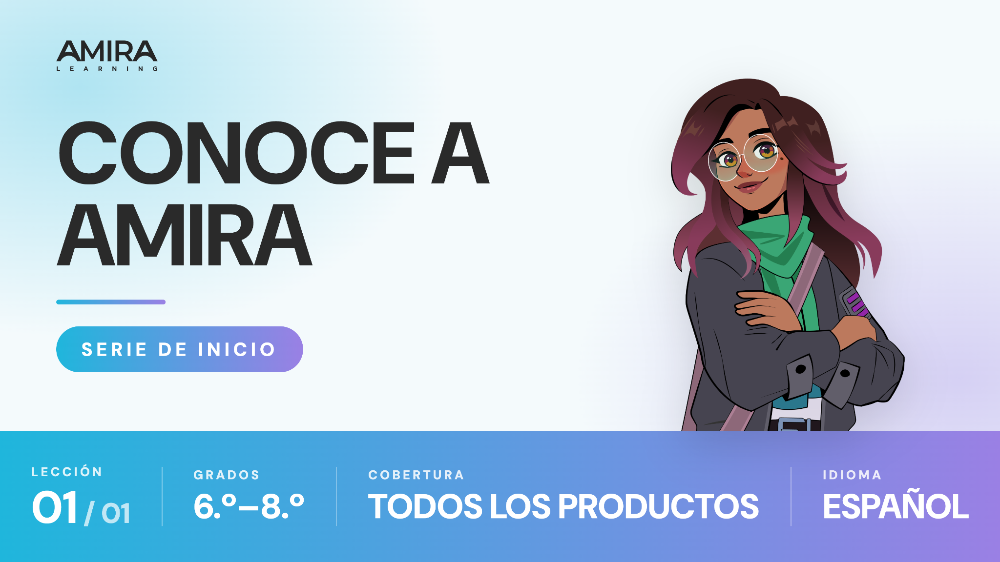 AMIRA
LEARNING
CONOCE A
AMIRA
SERIE DE INICIO
LECCIÓN
01 / 01
GRADOS
6.º–8.º
COBERTURA
TODOS LOS PRODUCTOS
IDIOMA
ESPAÑOL